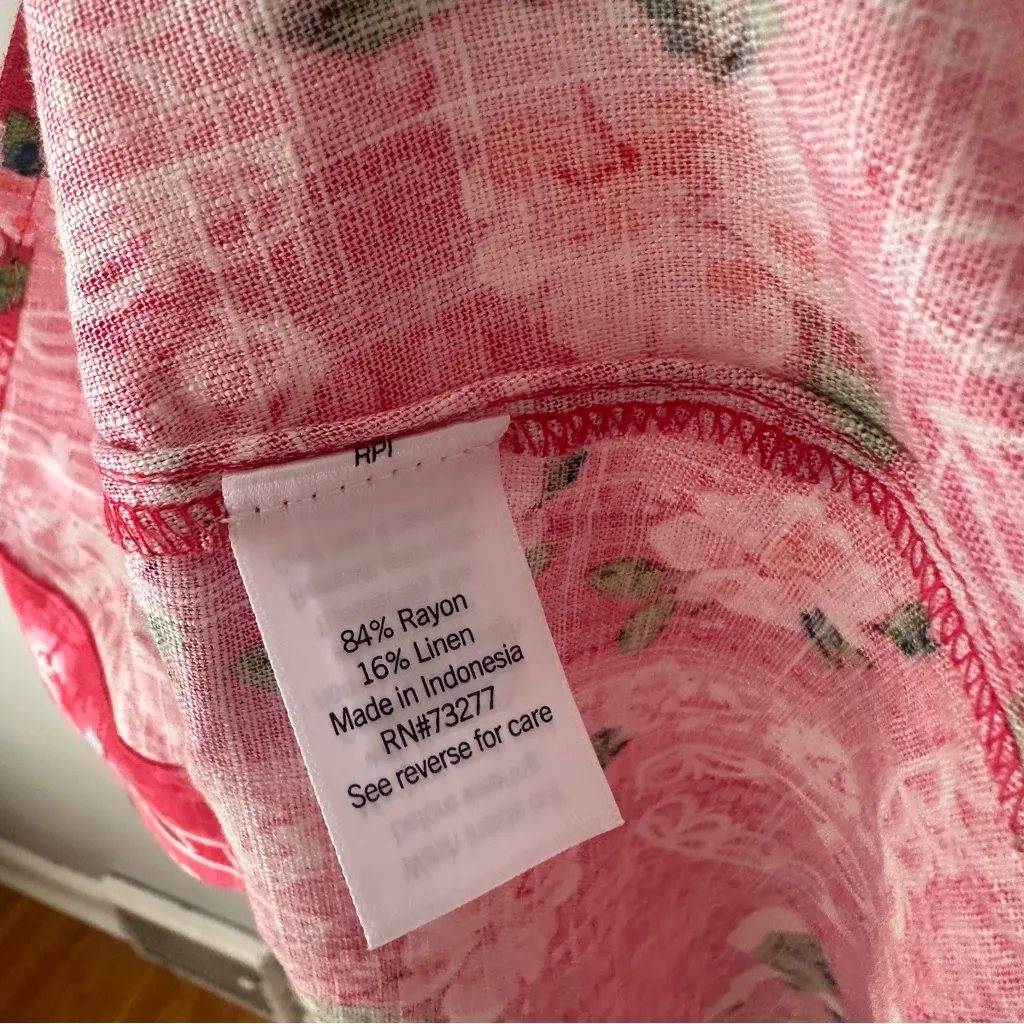 RPI
84% Rayon
16% Linen
Made in Indonesia
RN#73277
See reverse for care